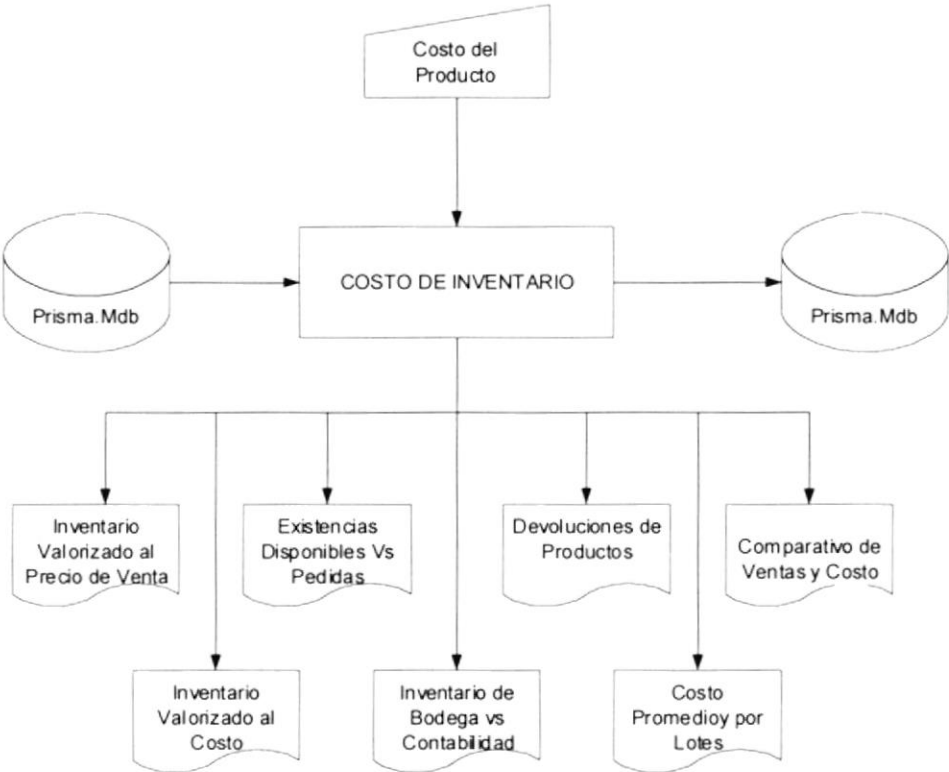 Costo del
Producto
Prisma.Mdb
COSTO DE INVENTARIO
Prisma.Mdb
Inventario
Valorizado al
Precio de Venta
Existencias
Disponibles Vs
Pedidas
Devoluciones de
Productos
Comparativo de
Ventas y Costo
Inventario
Valorizado al
Costo
Inventario de
Bodega vs
Contabilidad
Costo
Promedioy por
Lotes